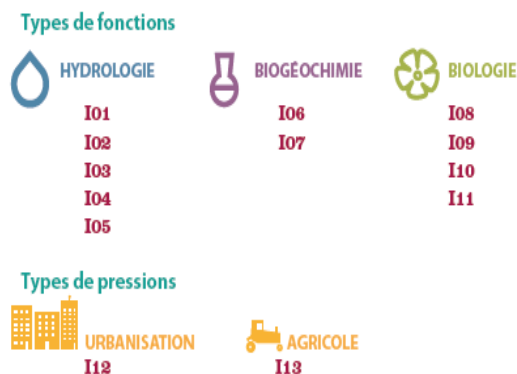 Types de fonctions
HYDROLOGIE BIOGÉOCHIMIE BIOLOGIE
I01 I06 I08
I02 I07 I09
I03 I10
I04 I11
I05
Types de pressions
URBANISATION AGRICOLE
I12 I13